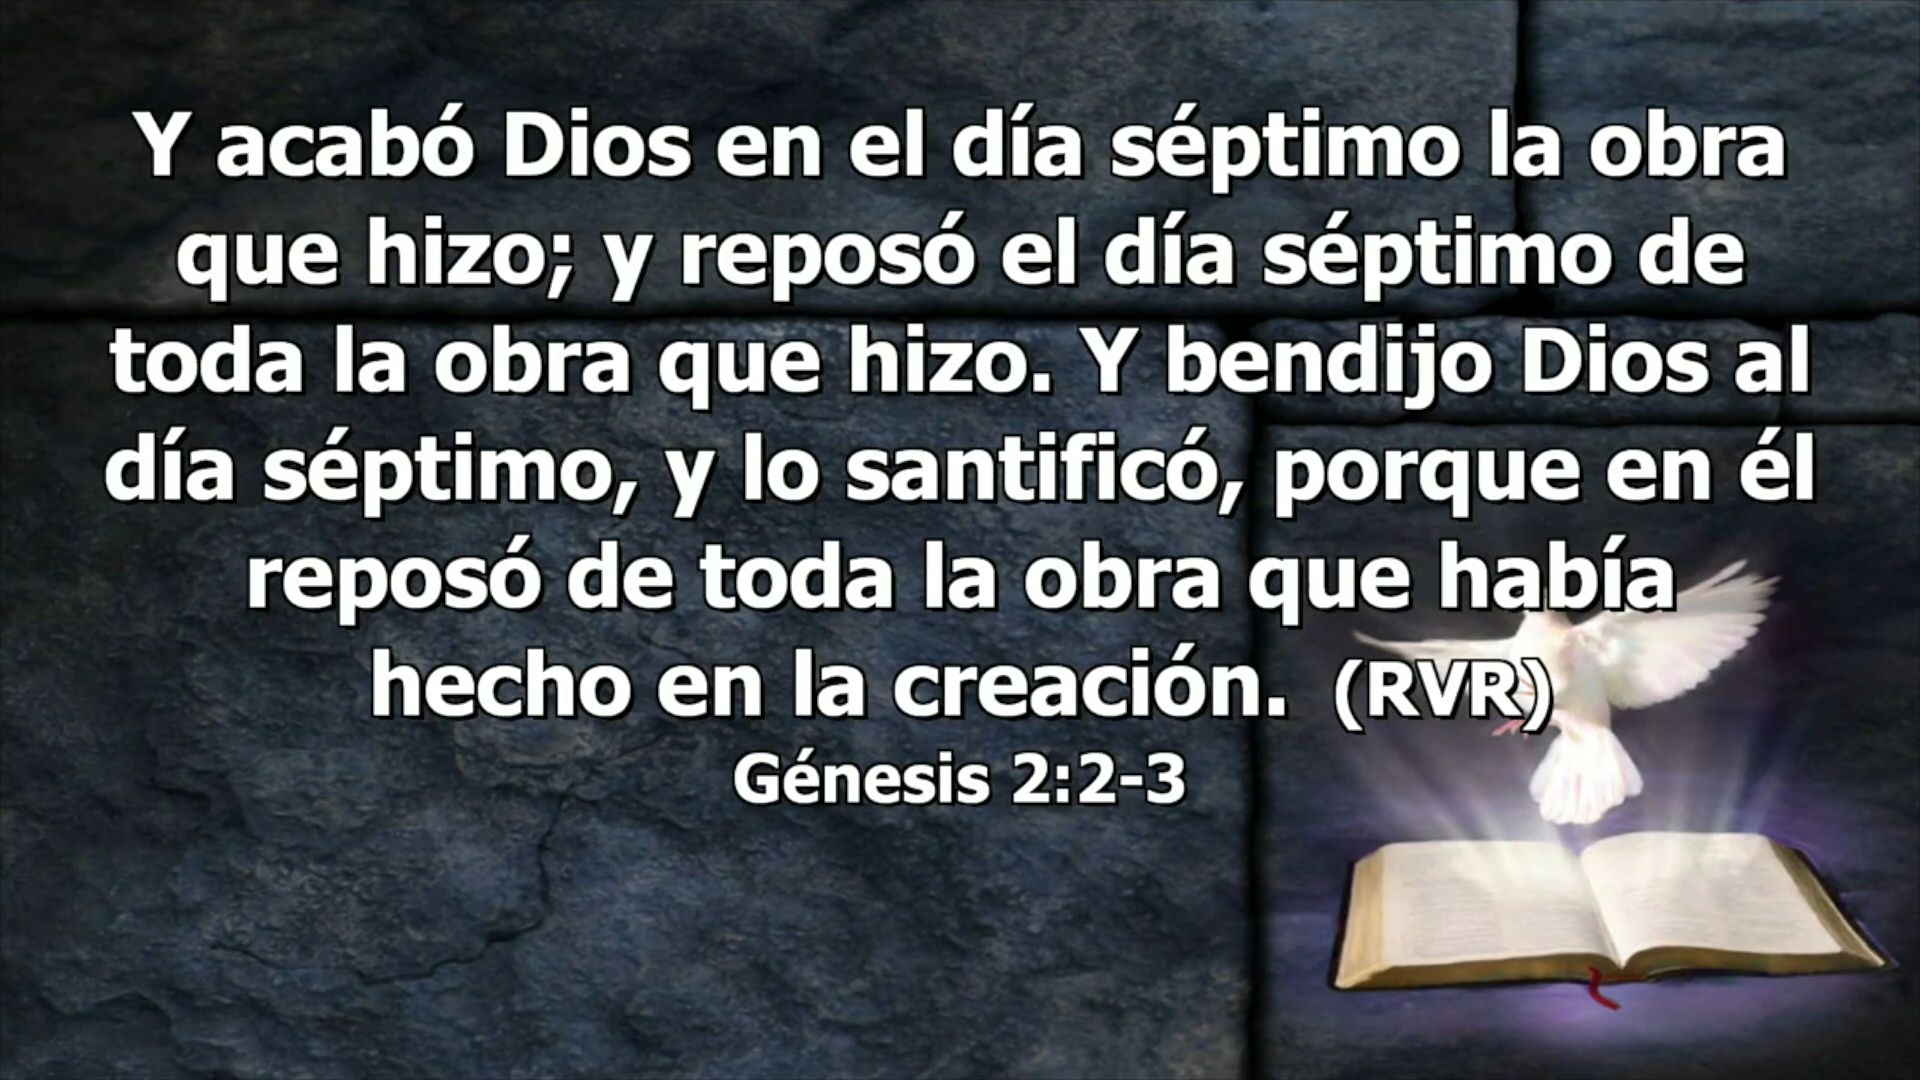 Y acabó Dios en el día séptimo la obra
que hizo; y reposó el día séptimo de
toda la obra que hizo. Y bendijo Dios al
día séptimo, y lo santificó, porque en él
reposó de toda la obra que había
hecho en la creación. (RVR)
Génesis 2:2-3